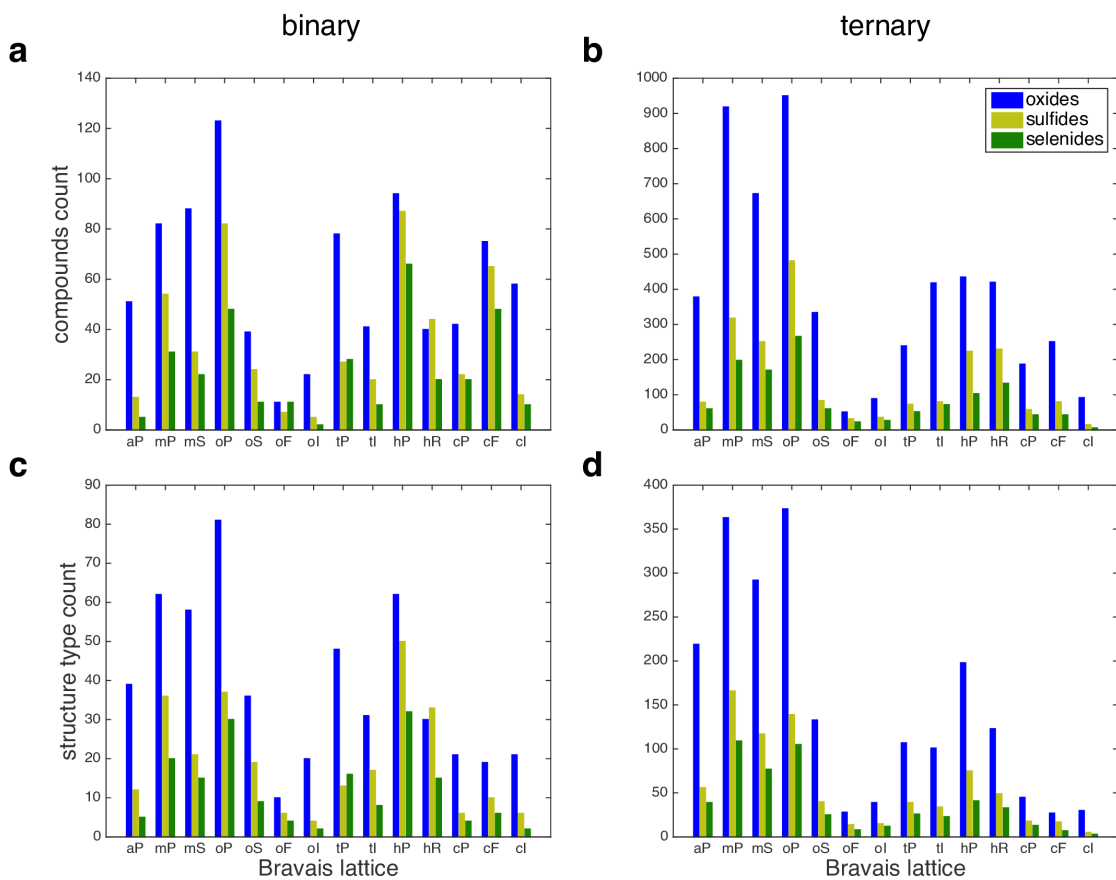 binary
ternary
a
b
140
120
100
80
60
40
20
0
compounds count
aP mP mS oP oS oF oI tP tI hP hR cP cF cI
1000
900
800
700
600
500
400
300
200
100
0
oxides
sulfides
selenides
aP mP mS oP oS oF oI tP tI hP hR cP cF cI
c
d
90
80
70
60
50
40
30
20
10
0
structure type count
aP mP mS oP oS oF oI tP tI hP hR cP cF cI
Bravais lattice
400
350
300
250
200
150
100
50
0
aP mP mS oP oS oF oI tP tI hP hR cP cF cI
Bravais lattice